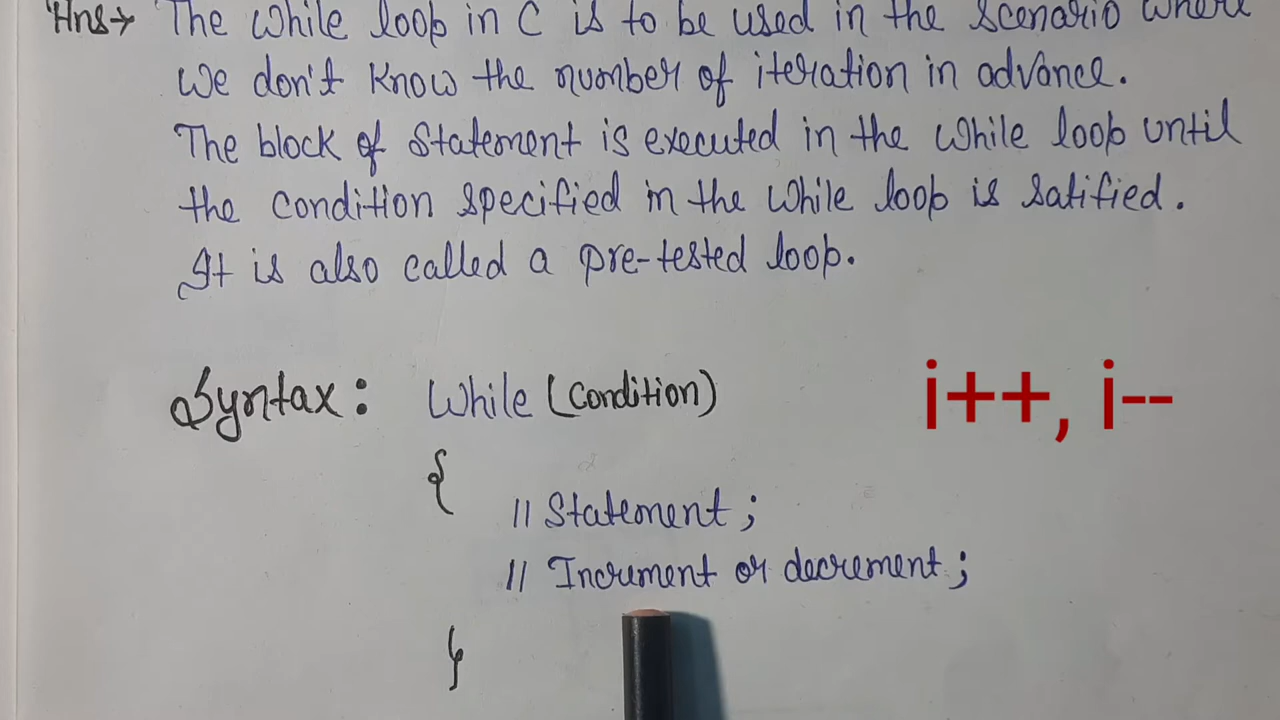 Ans→ The While loop in C is to be used in the scenario where
We don't know the number of iteration in advance.
The block of Statement is executed in the While loop until
the condition specified in the While loop is satified.
It is also called a pre-tested loop.
Syntax: While (Condition)
i++, i--
{
// Statement;
// Increment or decrement;
}